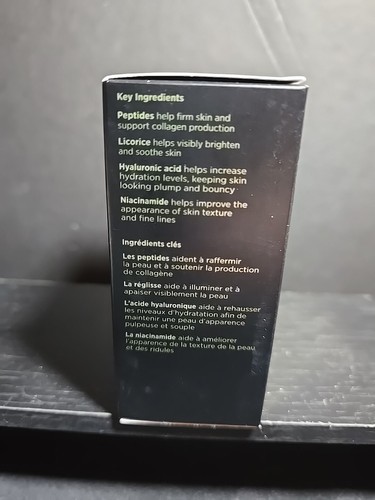 Key Ingredients
Peptides help firm skin and
support collagen production
Licorice helps visibly brighten
and soothe skin
Hyaluronic acid helps increase
hydration levels, keeping skin
looking plump and bouncy
Niacinamide helps improve the
appearance of skin texture
and fine lines
Ingrédients clés
Les peptides aident à raffermir
la peau et à soutenir la production
de collagène
La réglisse aide à illuminer et à
apaiser visiblement la peau
L'acide hyaluronique aide à rehausser
les niveaux d'hydratation afin de
maintenir une peau d'apparence
pulpeuse et souple
La niacinamide aide à améliorer
l'apparence de la texture de la peau
et des ridules